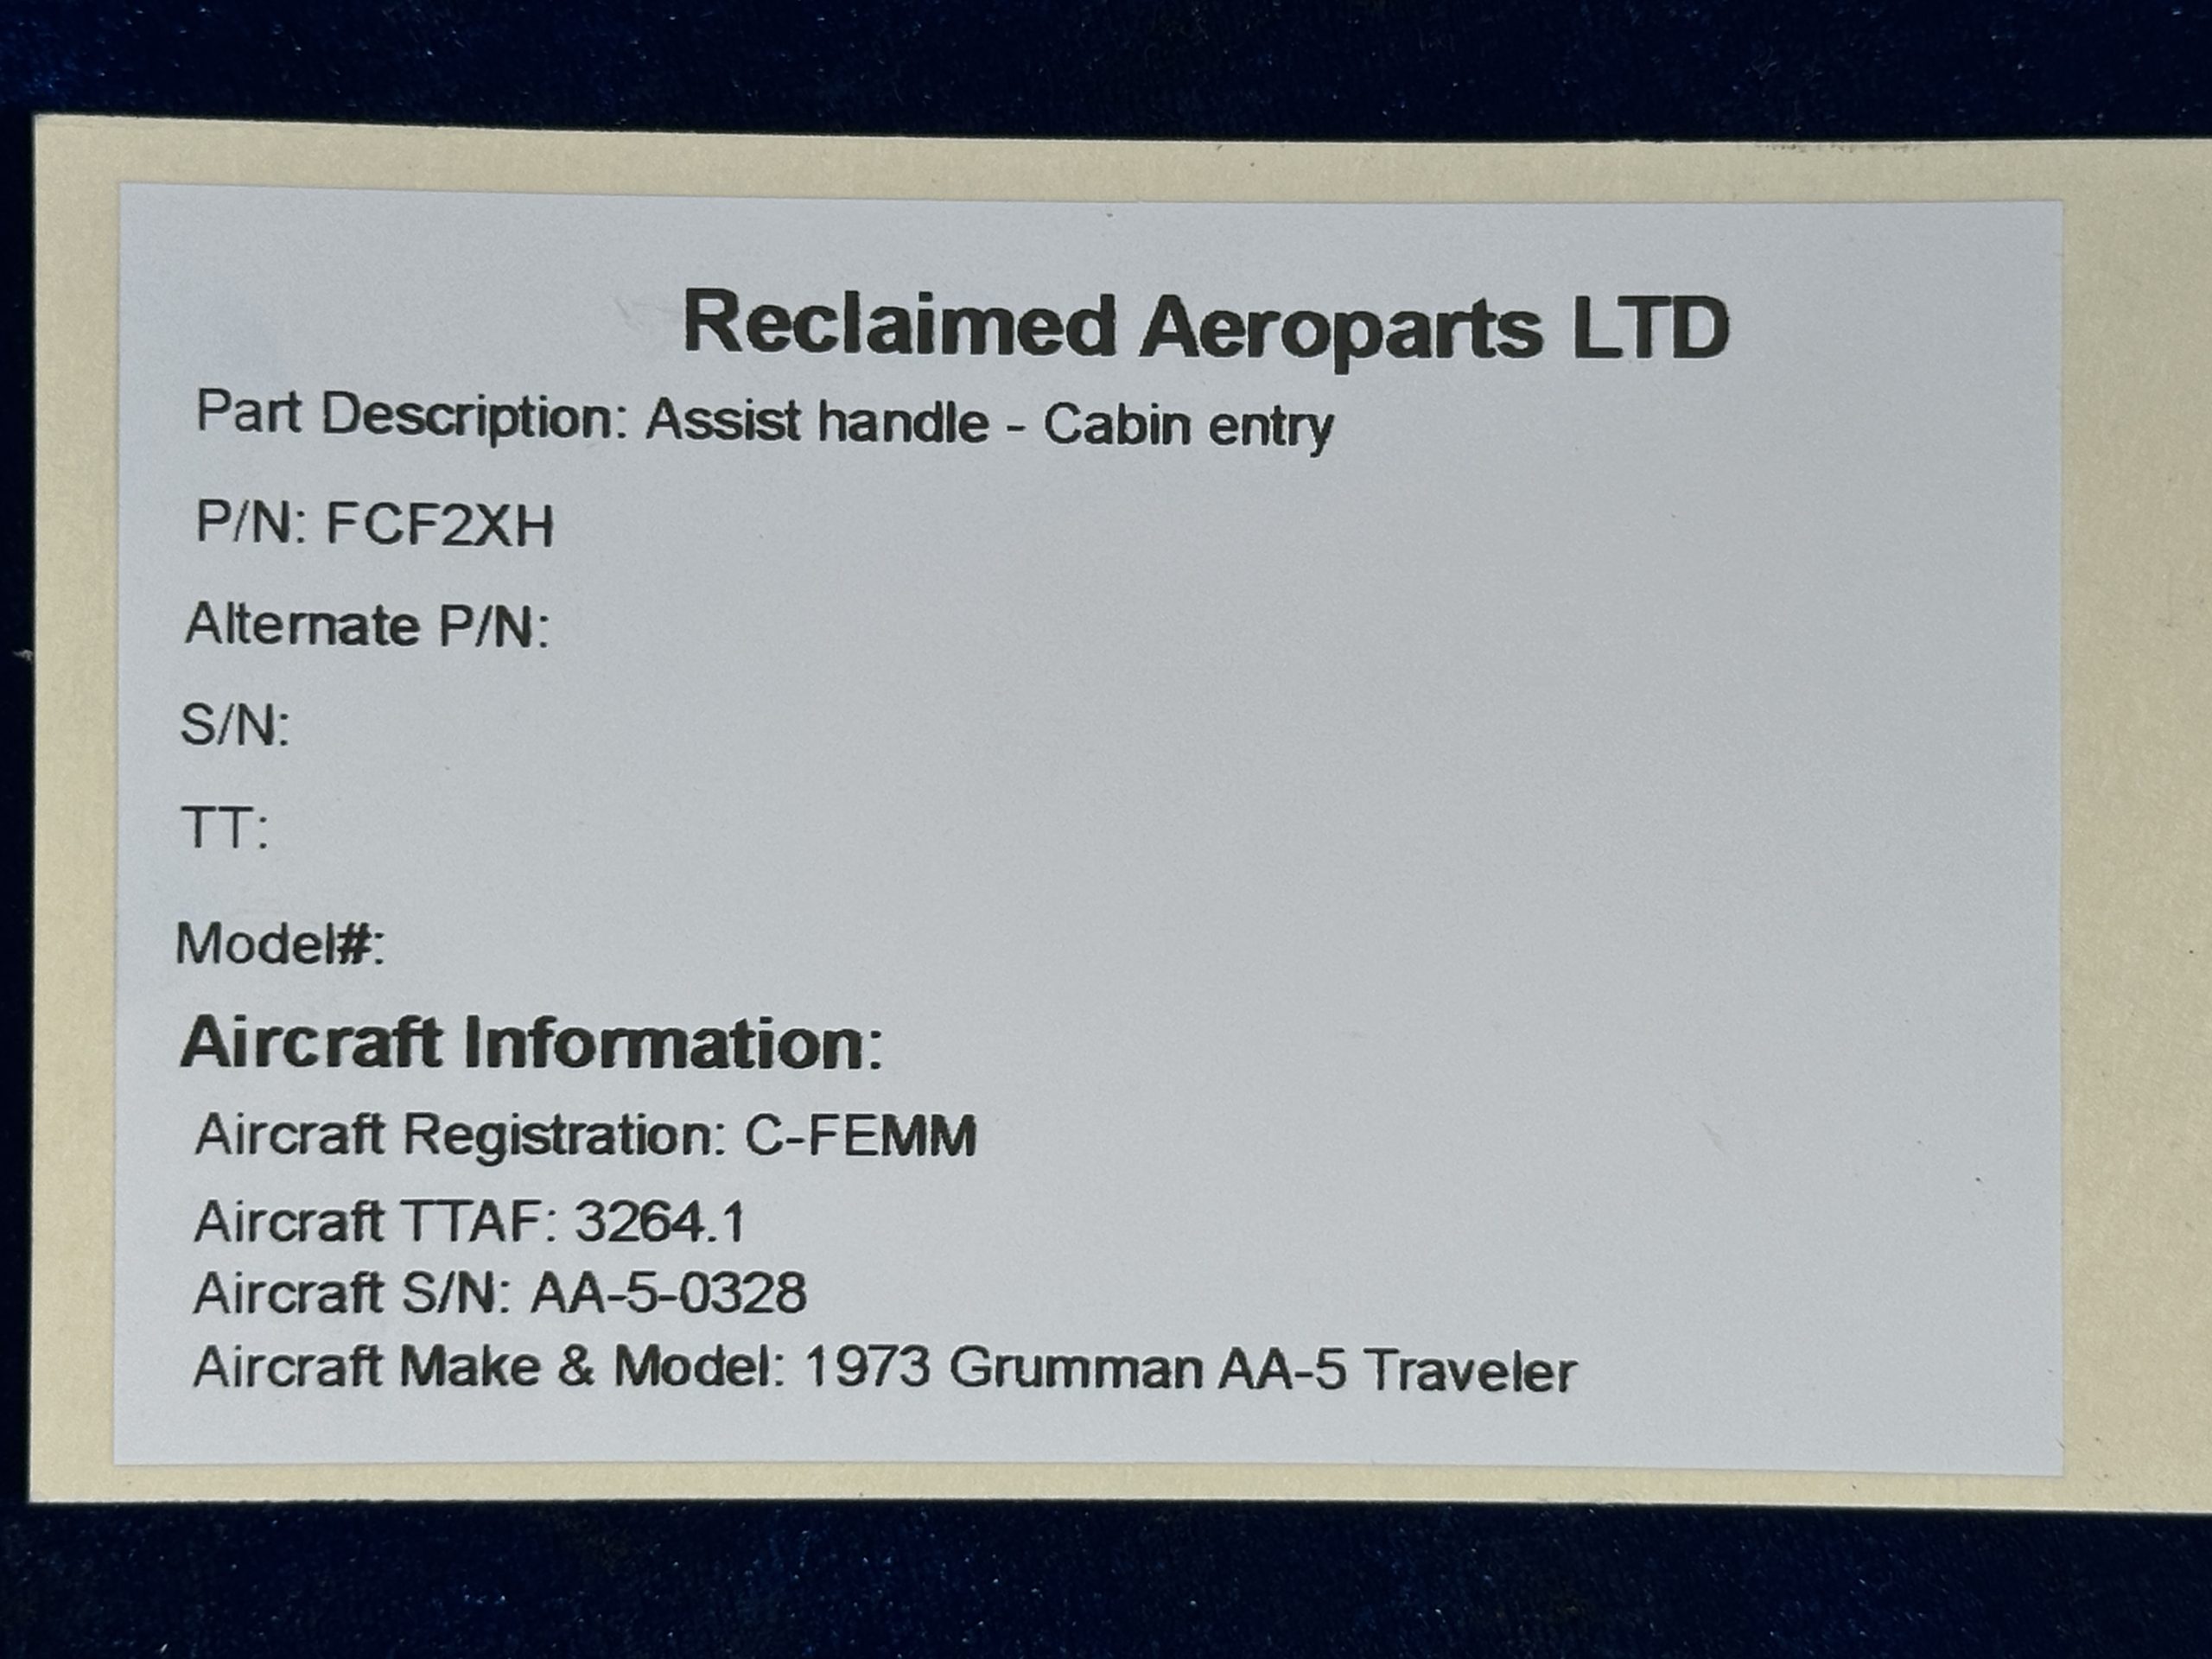 Reclaimed Aeroparts LTD
Part Description: Assist handle - Cabin entry
P/N: FCF2XH
Alternate P/N:
S/N:
TT:
Model#:
Aircraft Information:
Aircraft Registration: C-FEMM
Aircraft TTAF: 3264.1
Aircraft S/N: AA-5-0328
Aircraft Make & Model: 1973 Grumman AA-5 Traveler